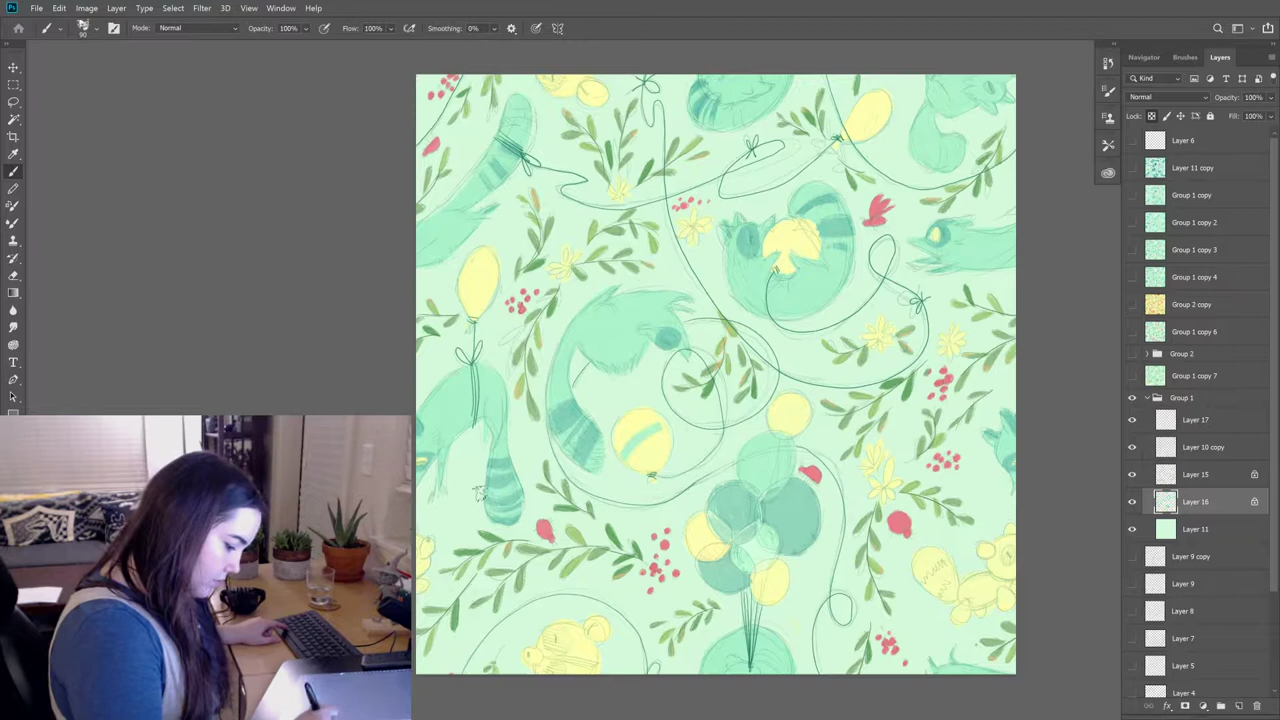 Ps File Edit Image Layer Type Select Filter 3D View Window Help
90 Mode: Normal Opacity: 100% Flow: 100% Smoothing: 0%
Navigator Brushes Layers
Kind
Normal Opacity: 100%
Lock: Fill: 100%
Layer 6
Layer 11 copy
Group 1 copy
Group 1 copy 2
Group 1 copy 3
Group 1 copy 4
Group 2 copy
Group 1 copy 6
Group 2
Group 1 copy 7
Group 1
Layer 17
Layer 10 copy
Layer 15
Layer 16
Layer 11
Layer 9 copy
Layer 9
Layer 8
Layer 7
Layer 5
Layer 4
fx